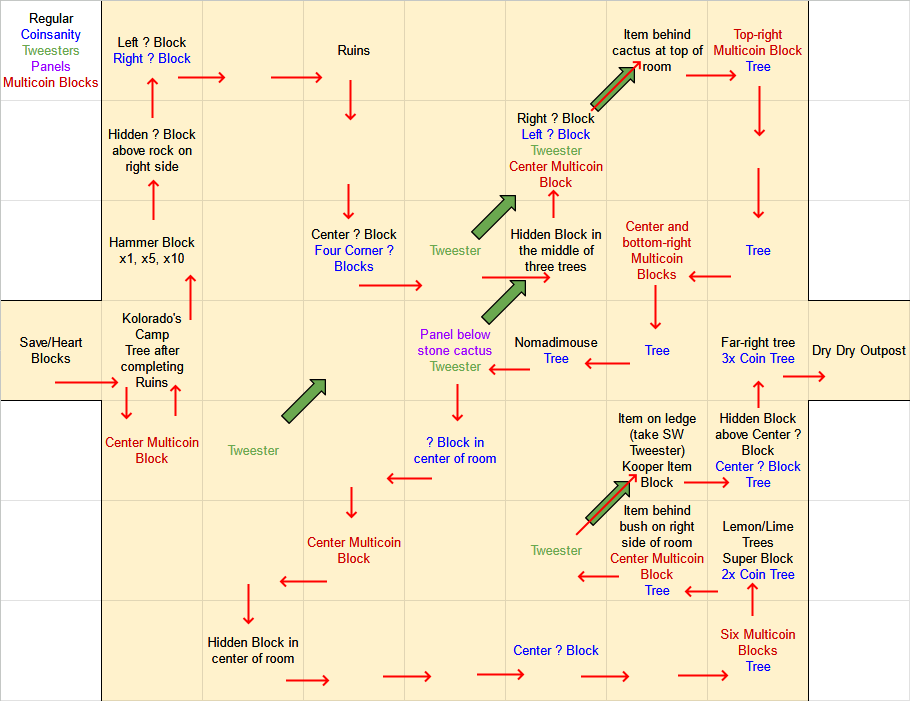 Regular
Coinsanity
Tweesters
Panels
Multicoin Blocks
Left ? Block
Right ? Block
Ruins
Item behind
cactus at top of
room
Top-right
Multicoin Block
Tree
Hidden ? Block
above rock on
right side
Right ? Block
Left ? Block
Tweester
Center Multicoin
Block
Hammer Block
x1, x5, x10
Center ? Block
Four Corner ?
Blocks
Tweester
Hidden Block in
the middle of
three trees
Center and
bottom-right
Multicoin
Blocks
Tree
Save/Heart
Blocks
Kolorado's
Camp
Tree after
completing
Ruins
Panel below
stone cactus
Tweester
Nomadimouse
Tree
Tree
Far-right tree
3x Coin Tree
Dry Dry Outpost
Center Multicoin
Block
Tweester
? Block in
center of room
Item on ledge
(take SW
Tweester)
Kooper Item
Block
Hidden Block
above Center ?
Block
Center ? Block
Tree
Center Multicoin
Block
Tweester
Item behind
bush on right
side of room
Center Multicoin
Block
Tree
Lemon/Lime
Trees
Super Block
2x Coin Tree
Hidden Block in
center of room
Center ? Block
Six Multicoin
Blocks
Tree